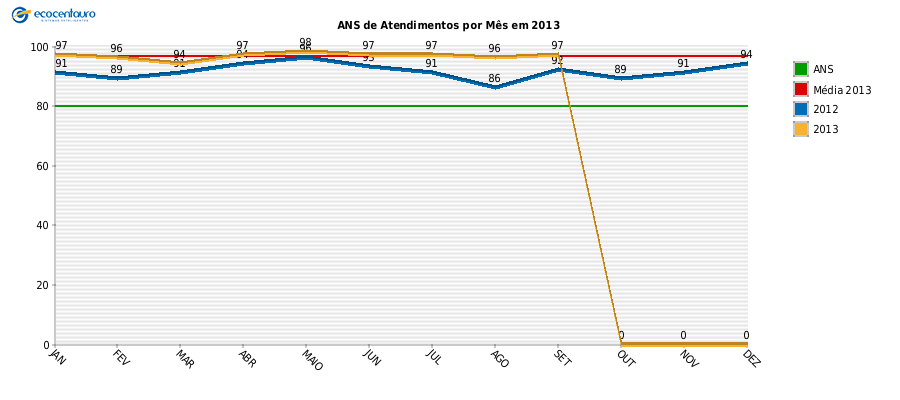 ecocentauro
ANS de Atendimentos por Mês em 2013
100
80
60
40
20
0
97 96 94 97 98 97 97 96 97
91 89 91 94 96 93 91 86 89 91 94
0 0 0
JAN FEV MAR ABR MAIO JUN JUL AGO SET OUT NOV DEZ
ANS
Média 2013
2012
2013